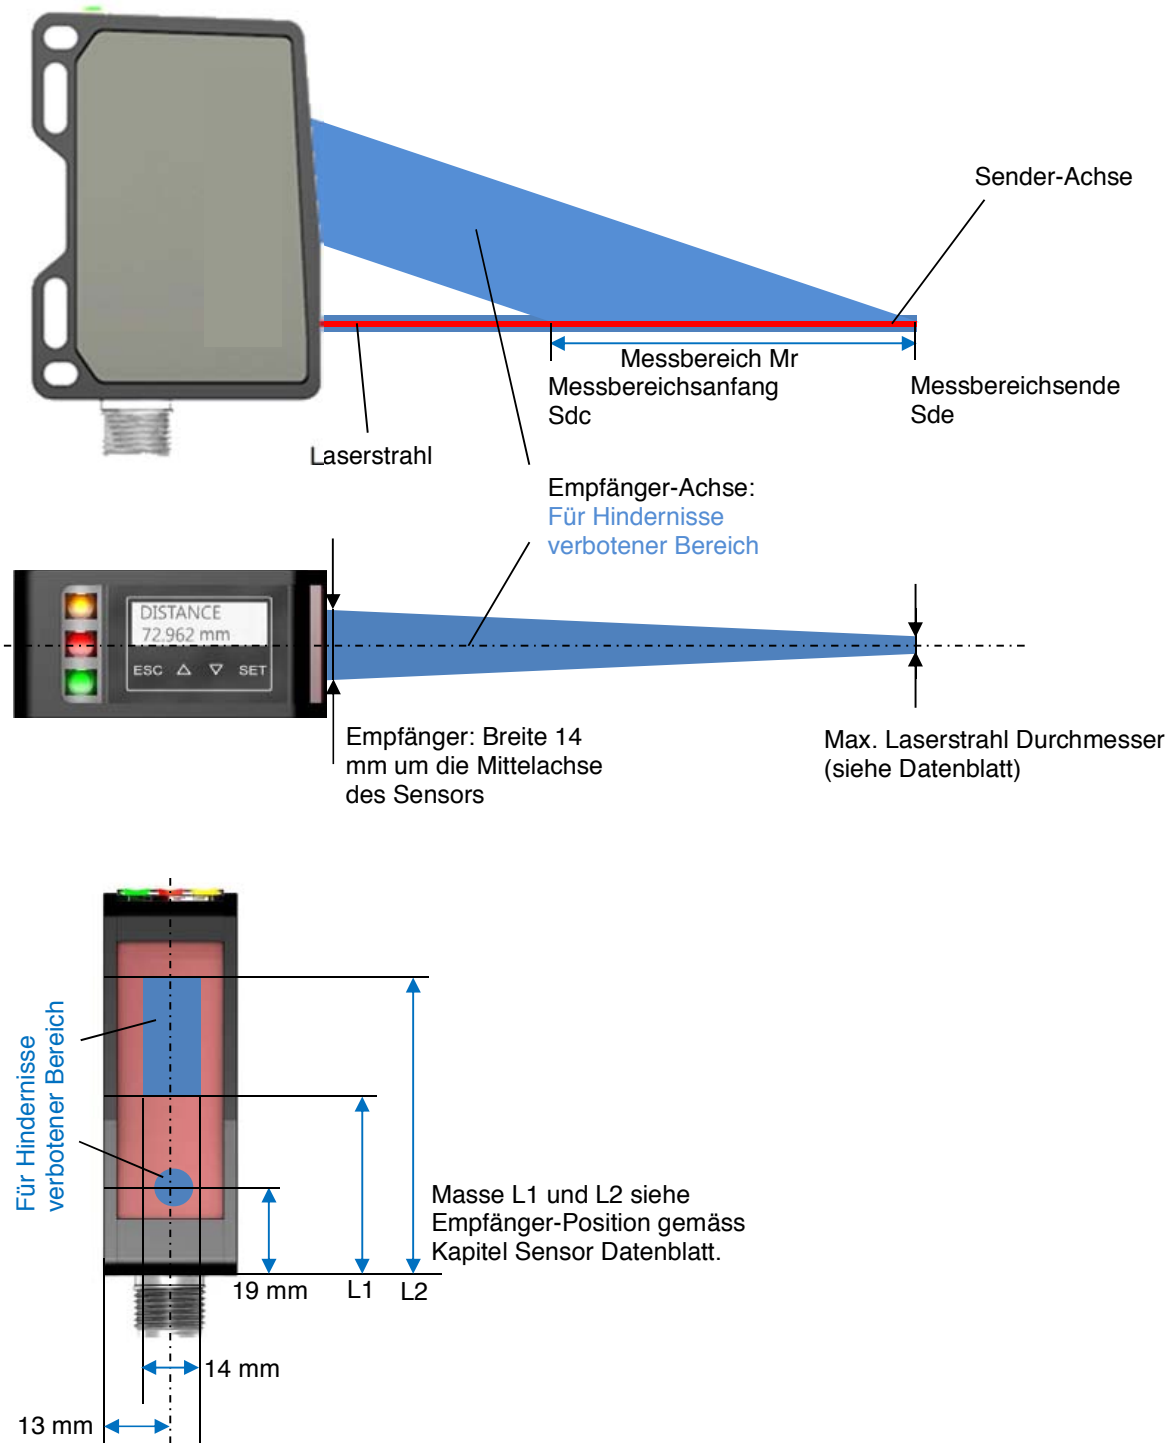 Sender-Achse
Messbereich Mr
Messbereichsanfang
Sdc
Messbereichsende
Sde
Laserstrahl
Empfänger-Achse:
Für Hindernisse
verbotener Bereich
DISTANCE
72.962 mm
ESC △ ▽ SET
Empfänger: Breite 14
mm um die Mittelachse
des Sensors
Max. Laserstrahl Durchmesser
(siehe Datenblatt)
Für Hindernisse
verbotener Bereich
Masse L1 und L2 siehe
Empfänger-Position gemäss
Kapitel Sensor Datenblatt.
19 mm
L1
L2
14 mm
13 mm